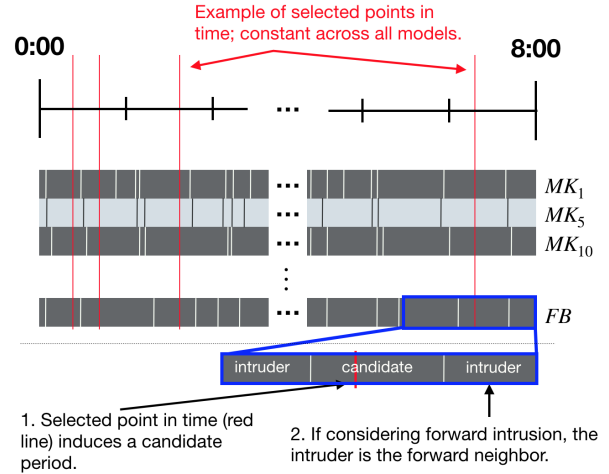 Example of selected points in
time; constant across all models.
0:00
8:00
...
MK1
...
MK5
...
MK10
...
FB
...
intruder candidate intruder
1. Selected point in time (red
line) induces a candidate
period.
2. If considering forward intrusion, the
intruder is the forward neighbor.